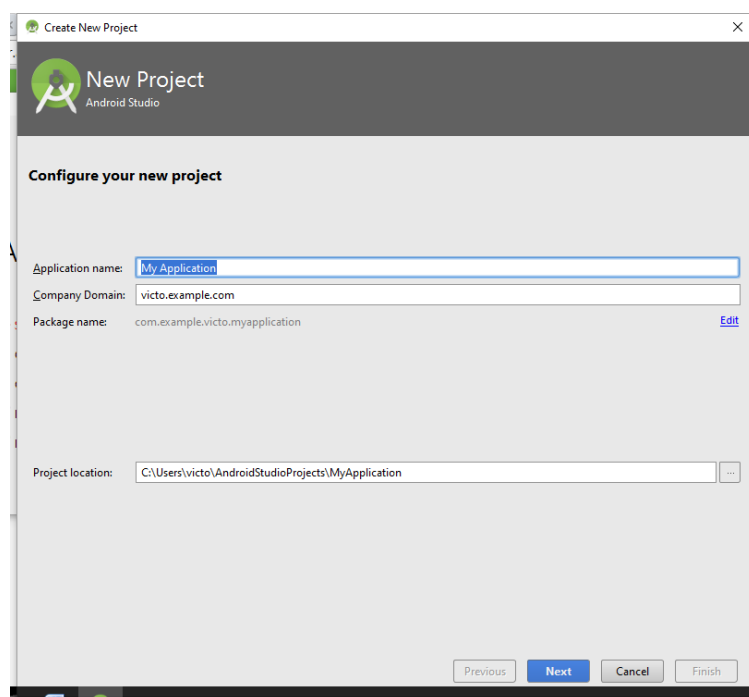 Create New Project
New Project
Android Studio
Configure your new project
Application name: My Application
Company Domain: victo.example.com
Package name: com.example.victo.myapplication Edit
Project location: C:\Users\victo\AndroidStudioProjects\MyApplication ...
Previous Next Cancel Finish